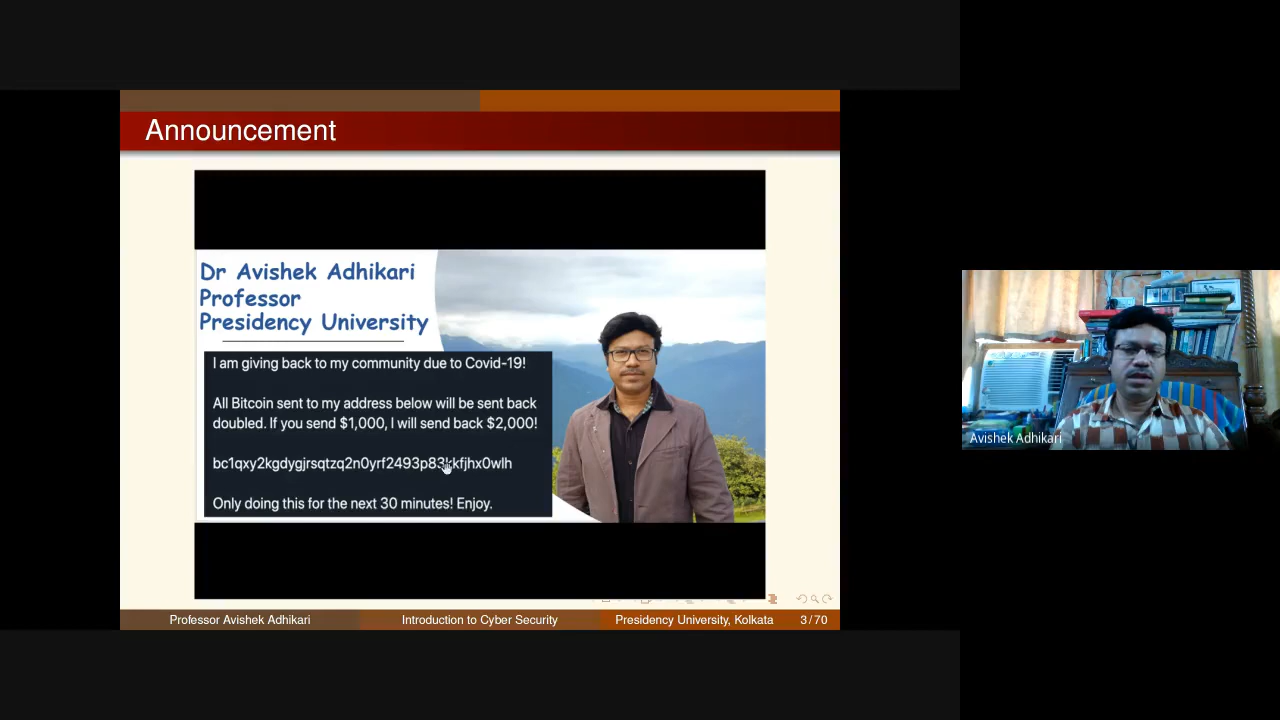 Announcement
Dr Avishek Adhikari
Professor
Presidency University
I am giving back to my community due to Covid-19!
All Bitcoin sent to my address below will be sent back
doubled. If you send $1,000, I will send back $2,000!
Only doing this for the next 30 minutes! Enjoy.
Avishek Adhikari
Professor Avishek Adhikari
Introduction to Cyber Security
Presidency University, Kolkata
3 / 70